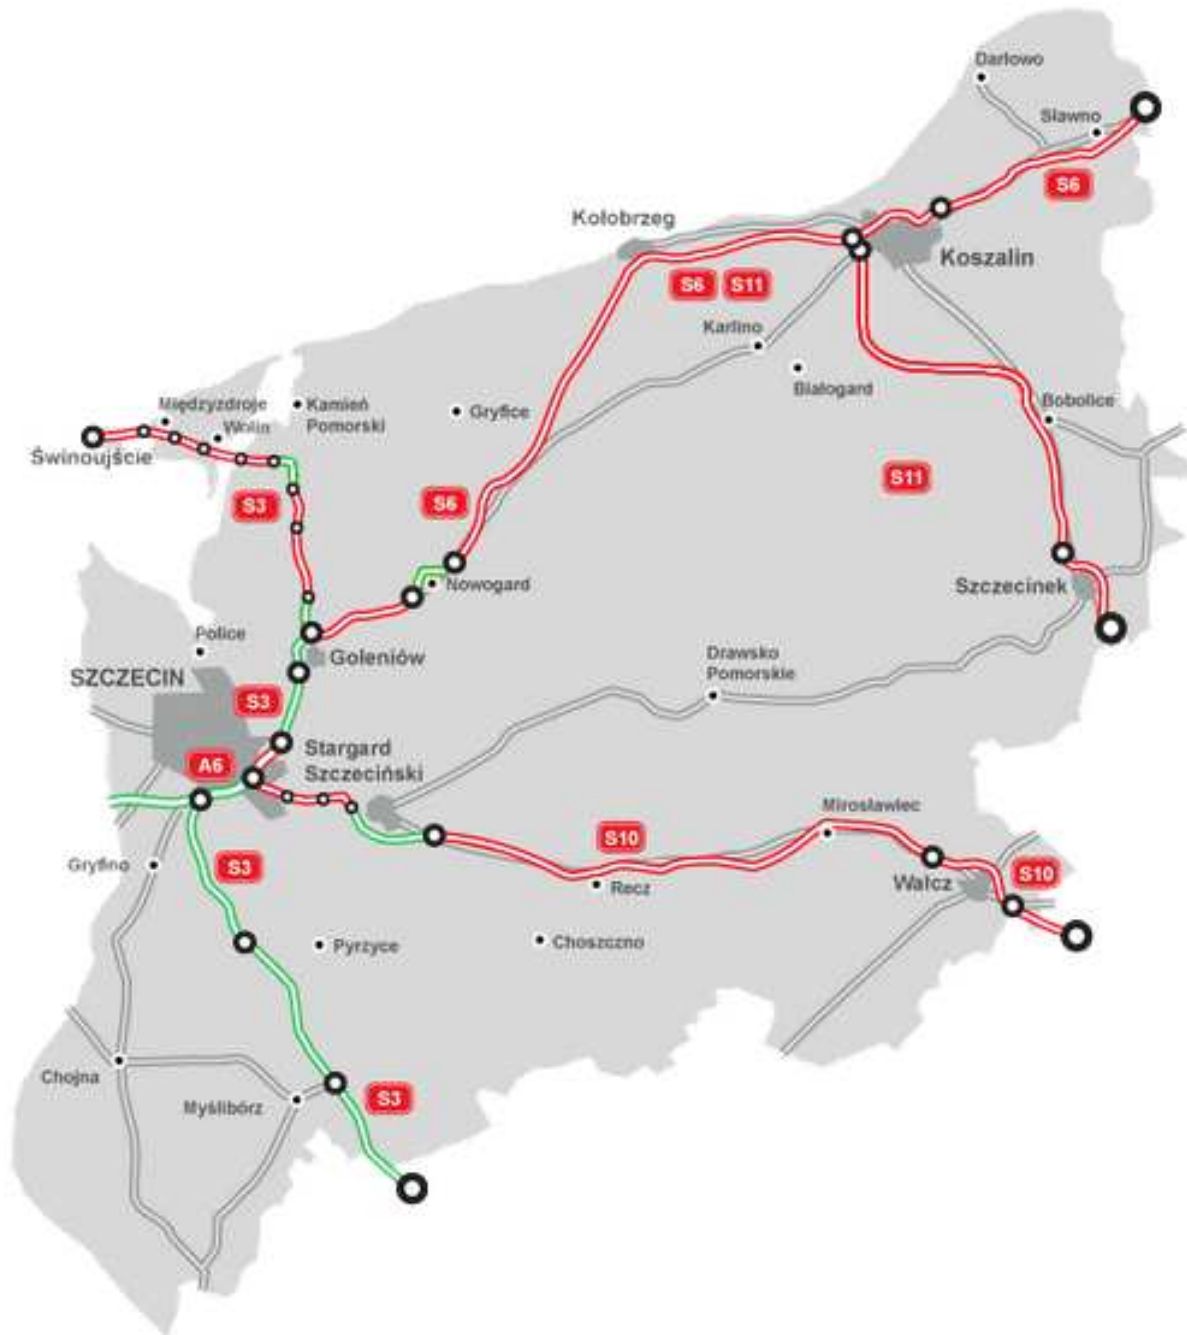 Darłowo
Sławno
S6
Kołobrzeg
Koszalin
S6
S11
Karlino
Białogard
Międzyzdroje
Wolin
Kamień
Pomorski
Gryfice
Bobolice
Świnoujście
S3
S6
S11
Nowogard
Szczecinek
Police
Goleniów
SZCZECIN
Drawsko
Pomorskie
S3
Stargard
Szczeciński
A6
Mirosławiec
S10
Gryfino
S3
Recz
Wałcz
S10
Pyrzyce
Choszczno
Chojna
Myślibórz
S3